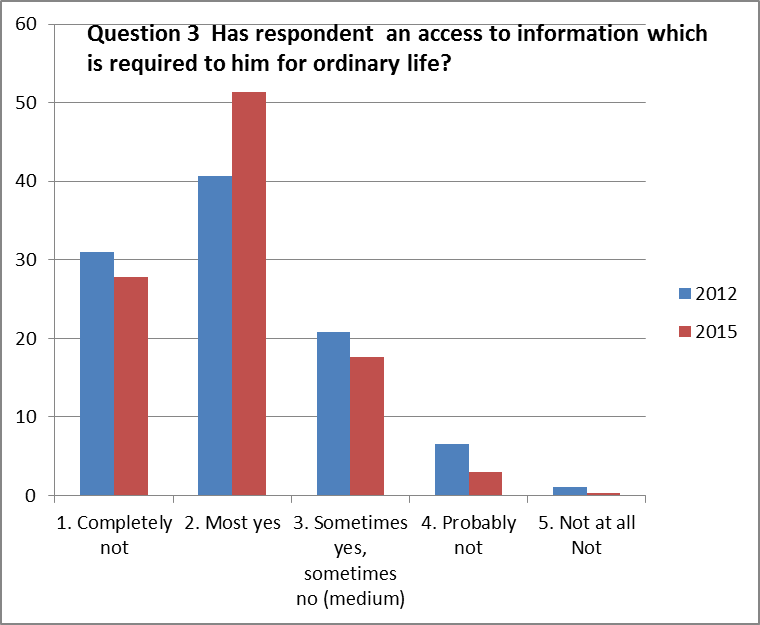 60
Question 3  Has respondent  an access to information which
is required to him for ordinary life?
50
40
30
20
10
0
2012
2015
1. Completely
not
2. Most yes
3. Sometimes
yes,
sometimes
no (medium)
4. Probably
not
5. Not at all
Not